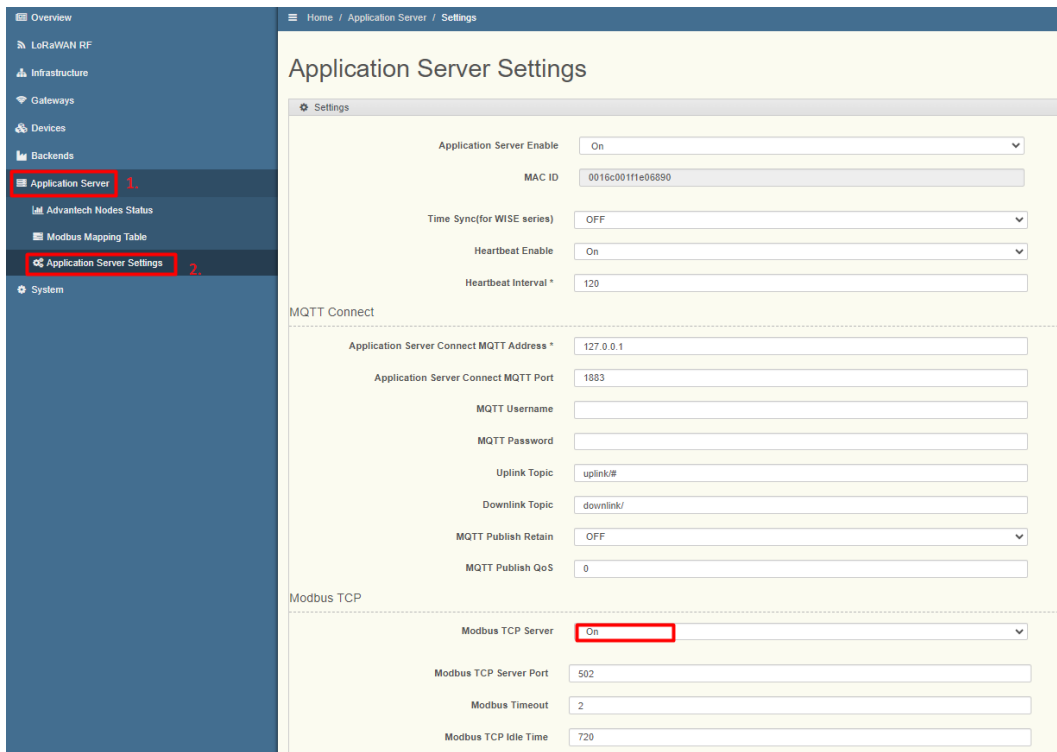 Overview
LoRaWAN RF
Infrastructure
Gateways
Devices
Backends
Application Server 1.
Advantech Nodes Status
Modbus Mapping Table
Application Server Settings 2.
System
Home / Application Server / Settings
Application Server Settings
Settings
Application Server Enable On
MAC ID 0016c001f1e06890
Time Sync(for WISE series) OFF
Heartbeat Enable On
Heartbeat Interval * 120
MQTT Connect
Application Server Connect MQTT Address * 127.0.0.1
Application Server Connect MQTT Port 1883
MQTT Username
MQTT Password
Uplink Topic uplink/#
Downlink Topic downlink/
MQTT Publish Retain OFF
MQTT Publish QoS 0
Modbus TCP
Modbus TCP Server On
Modbus TCP Server Port 502
Modbus Timeout 2
Modbus TCP Idle Time 720